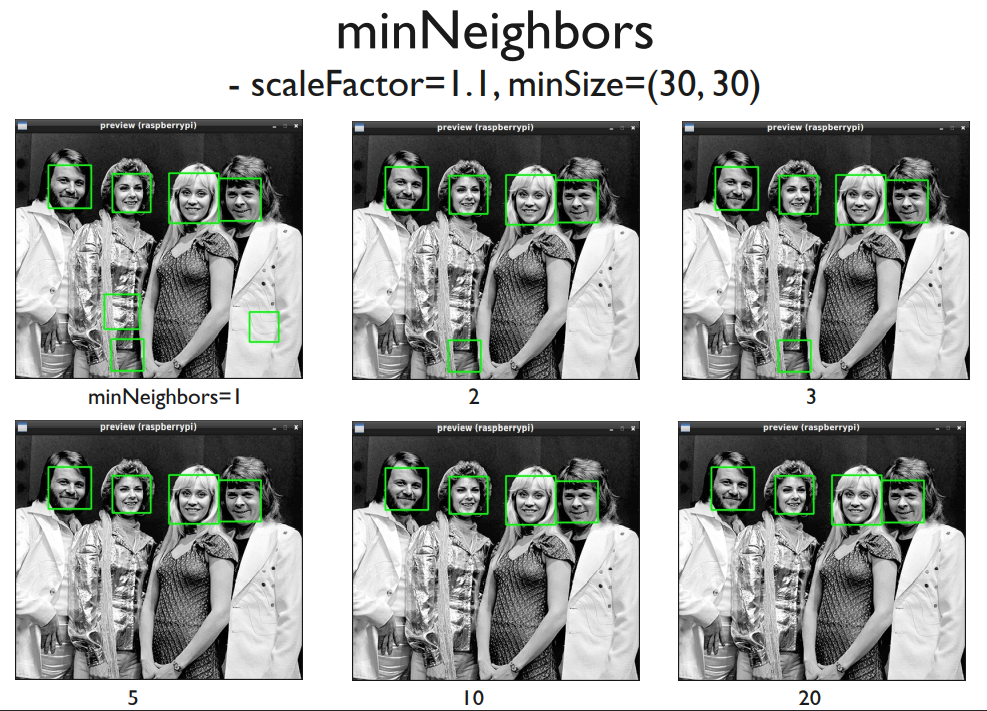 minNeighbors
- scaleFactor=1.1, minSize=(30, 30)
preview (raspberrypi)
preview (raspberrypi)
preview (raspberrypi)
minNeighbors=1
2
3
preview (raspberrypi)
preview (raspberrypi)
preview (raspberrypi)
5
10
20